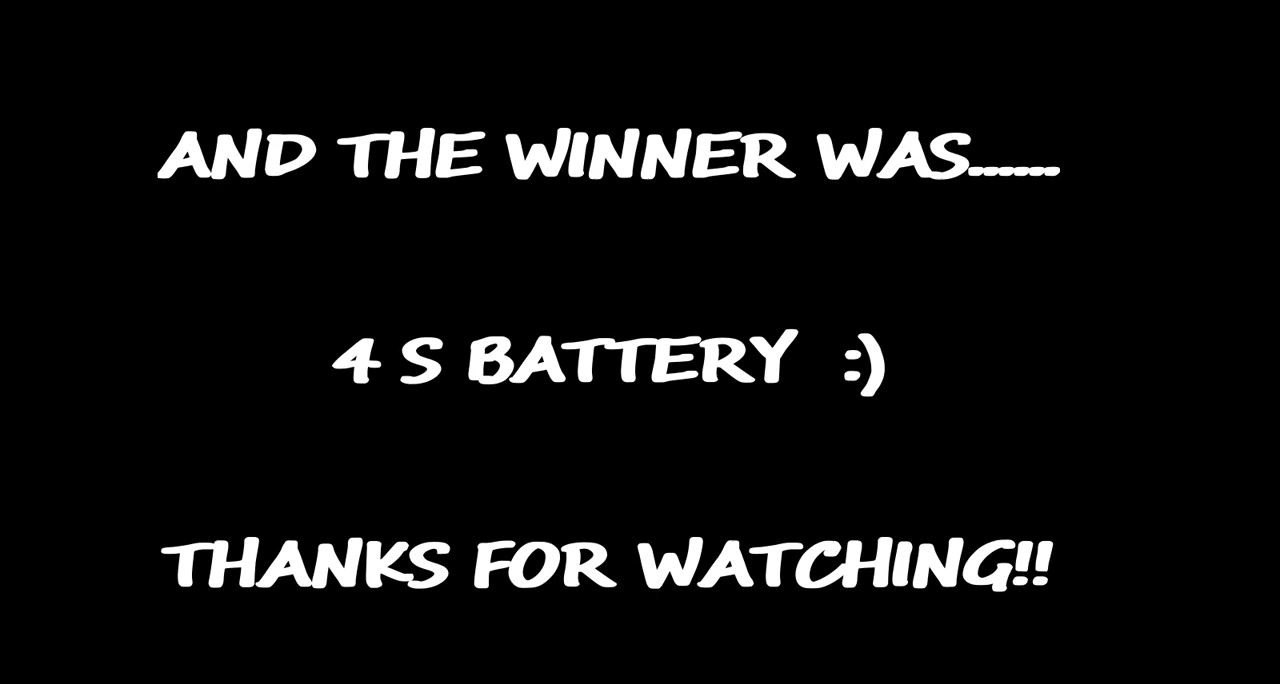 AND THE WINNER WAS......
4 S BATTERY :)
THANKS FOR WATCHING!!